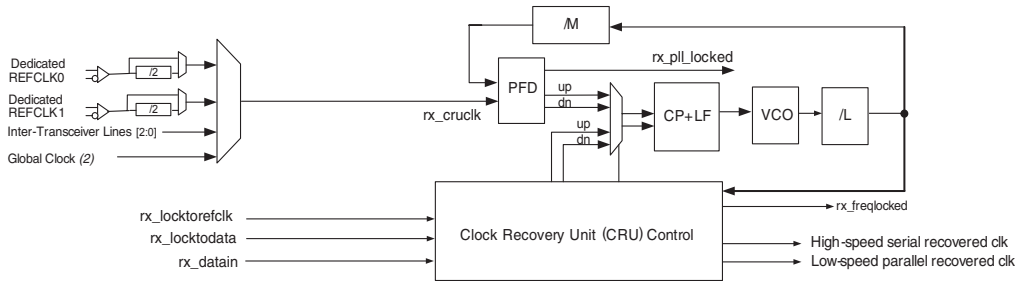 /M
Dedicated
REFCLK0
/2
rx_pll_locked
PFD
up
dn
Dedicated
REFCLK1
/2
rx_cruclk
CP+LF
VCO
/L
up
dn
Inter-Transceiver Lines [2:0]
Global Clock (2)
rx_locktorefclk
rx_locktodata
rx_datain
Clock Recovery Unit (CRU) Control
rx_freqlocked
High-speed serial recovered clk
Low-speed parallel recovered clk